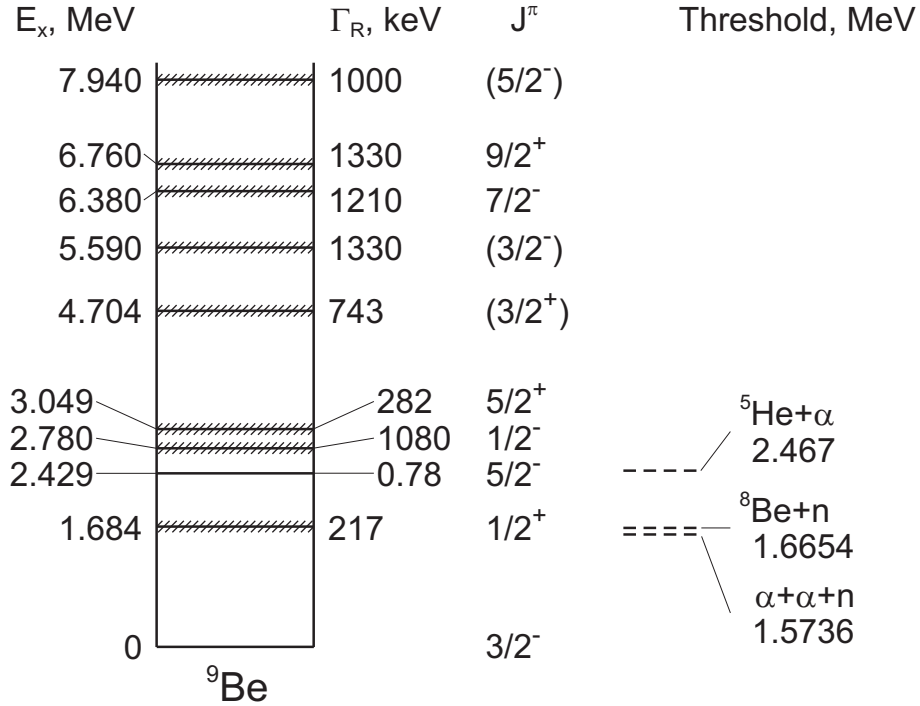 Eₓ, MeV Γ_R, keV J^π Threshold, MeV
7.940 1000 (5/2⁻)
6.760 1330 9/2⁺
6.380 1210 7/2⁻
5.590 1330 (3/2⁻)
4.704 743 (3/2⁺)
3.049 282 5/2⁺
⁵He+α
2.780 1080 1/2⁻
2.467
2.429 0.78 5/2⁻
⁸Be+n
1.684 217 1/2⁺
1.6654
α+α+n
1.5736
0 3/2⁻
⁹Be